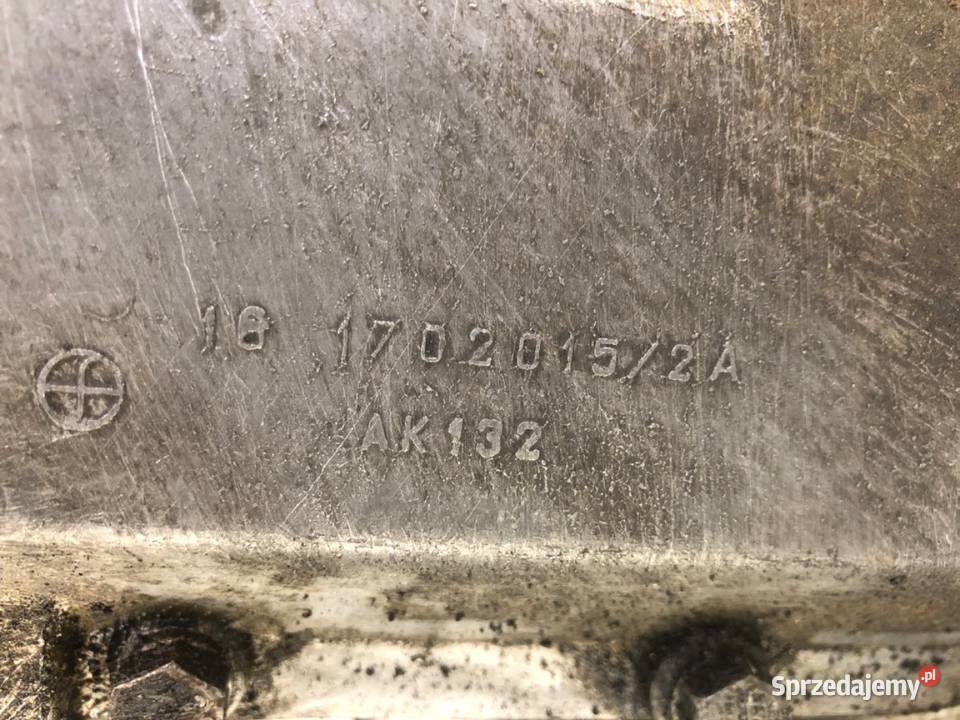 16 1702015/2A
AK132
Sprzedajemy.pl